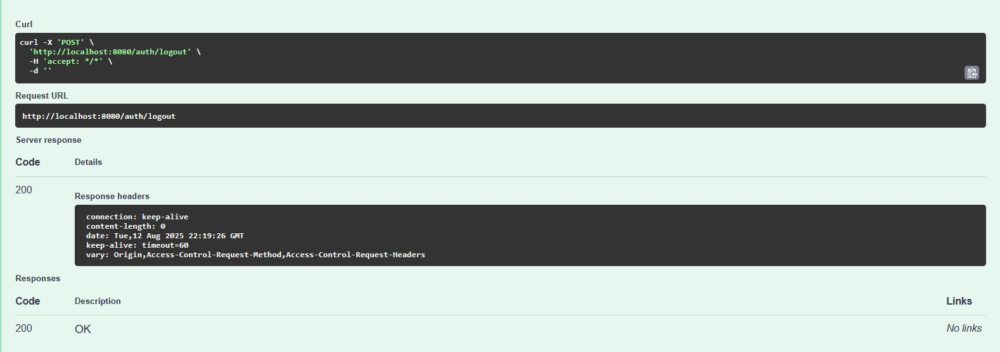 Curl
curl -X 'POST' \
'http://localhost:8080/auth/logout' \
-H 'accept: */*' \
-d ''
Request URL
http://localhost:8080/auth/logout
Server response
Code Details
200
Response headers
connection: keep-alive
content-length: 0
date: Tue,12 Aug 2025 22:19:26 GMT
keep-alive: timeout=60
vary: Origin,Access-Control-Request-Method,Access-Control-Request-Headers
Responses
Code Description Links
200 OK No links